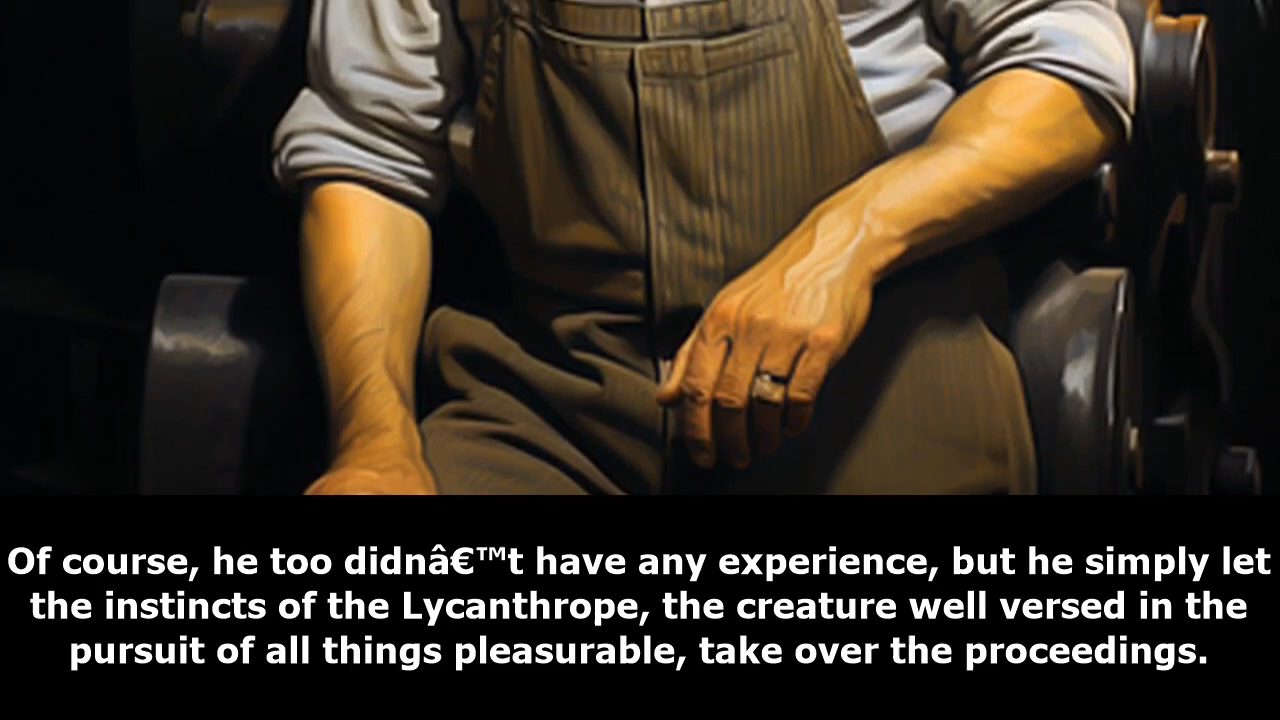 Of course, he too didnâ€™t have any experience, but he simply let
the instincts of the Lycanthrope, the creature well versed in the
pursuit of all things pleasurable, take over the proceedings.